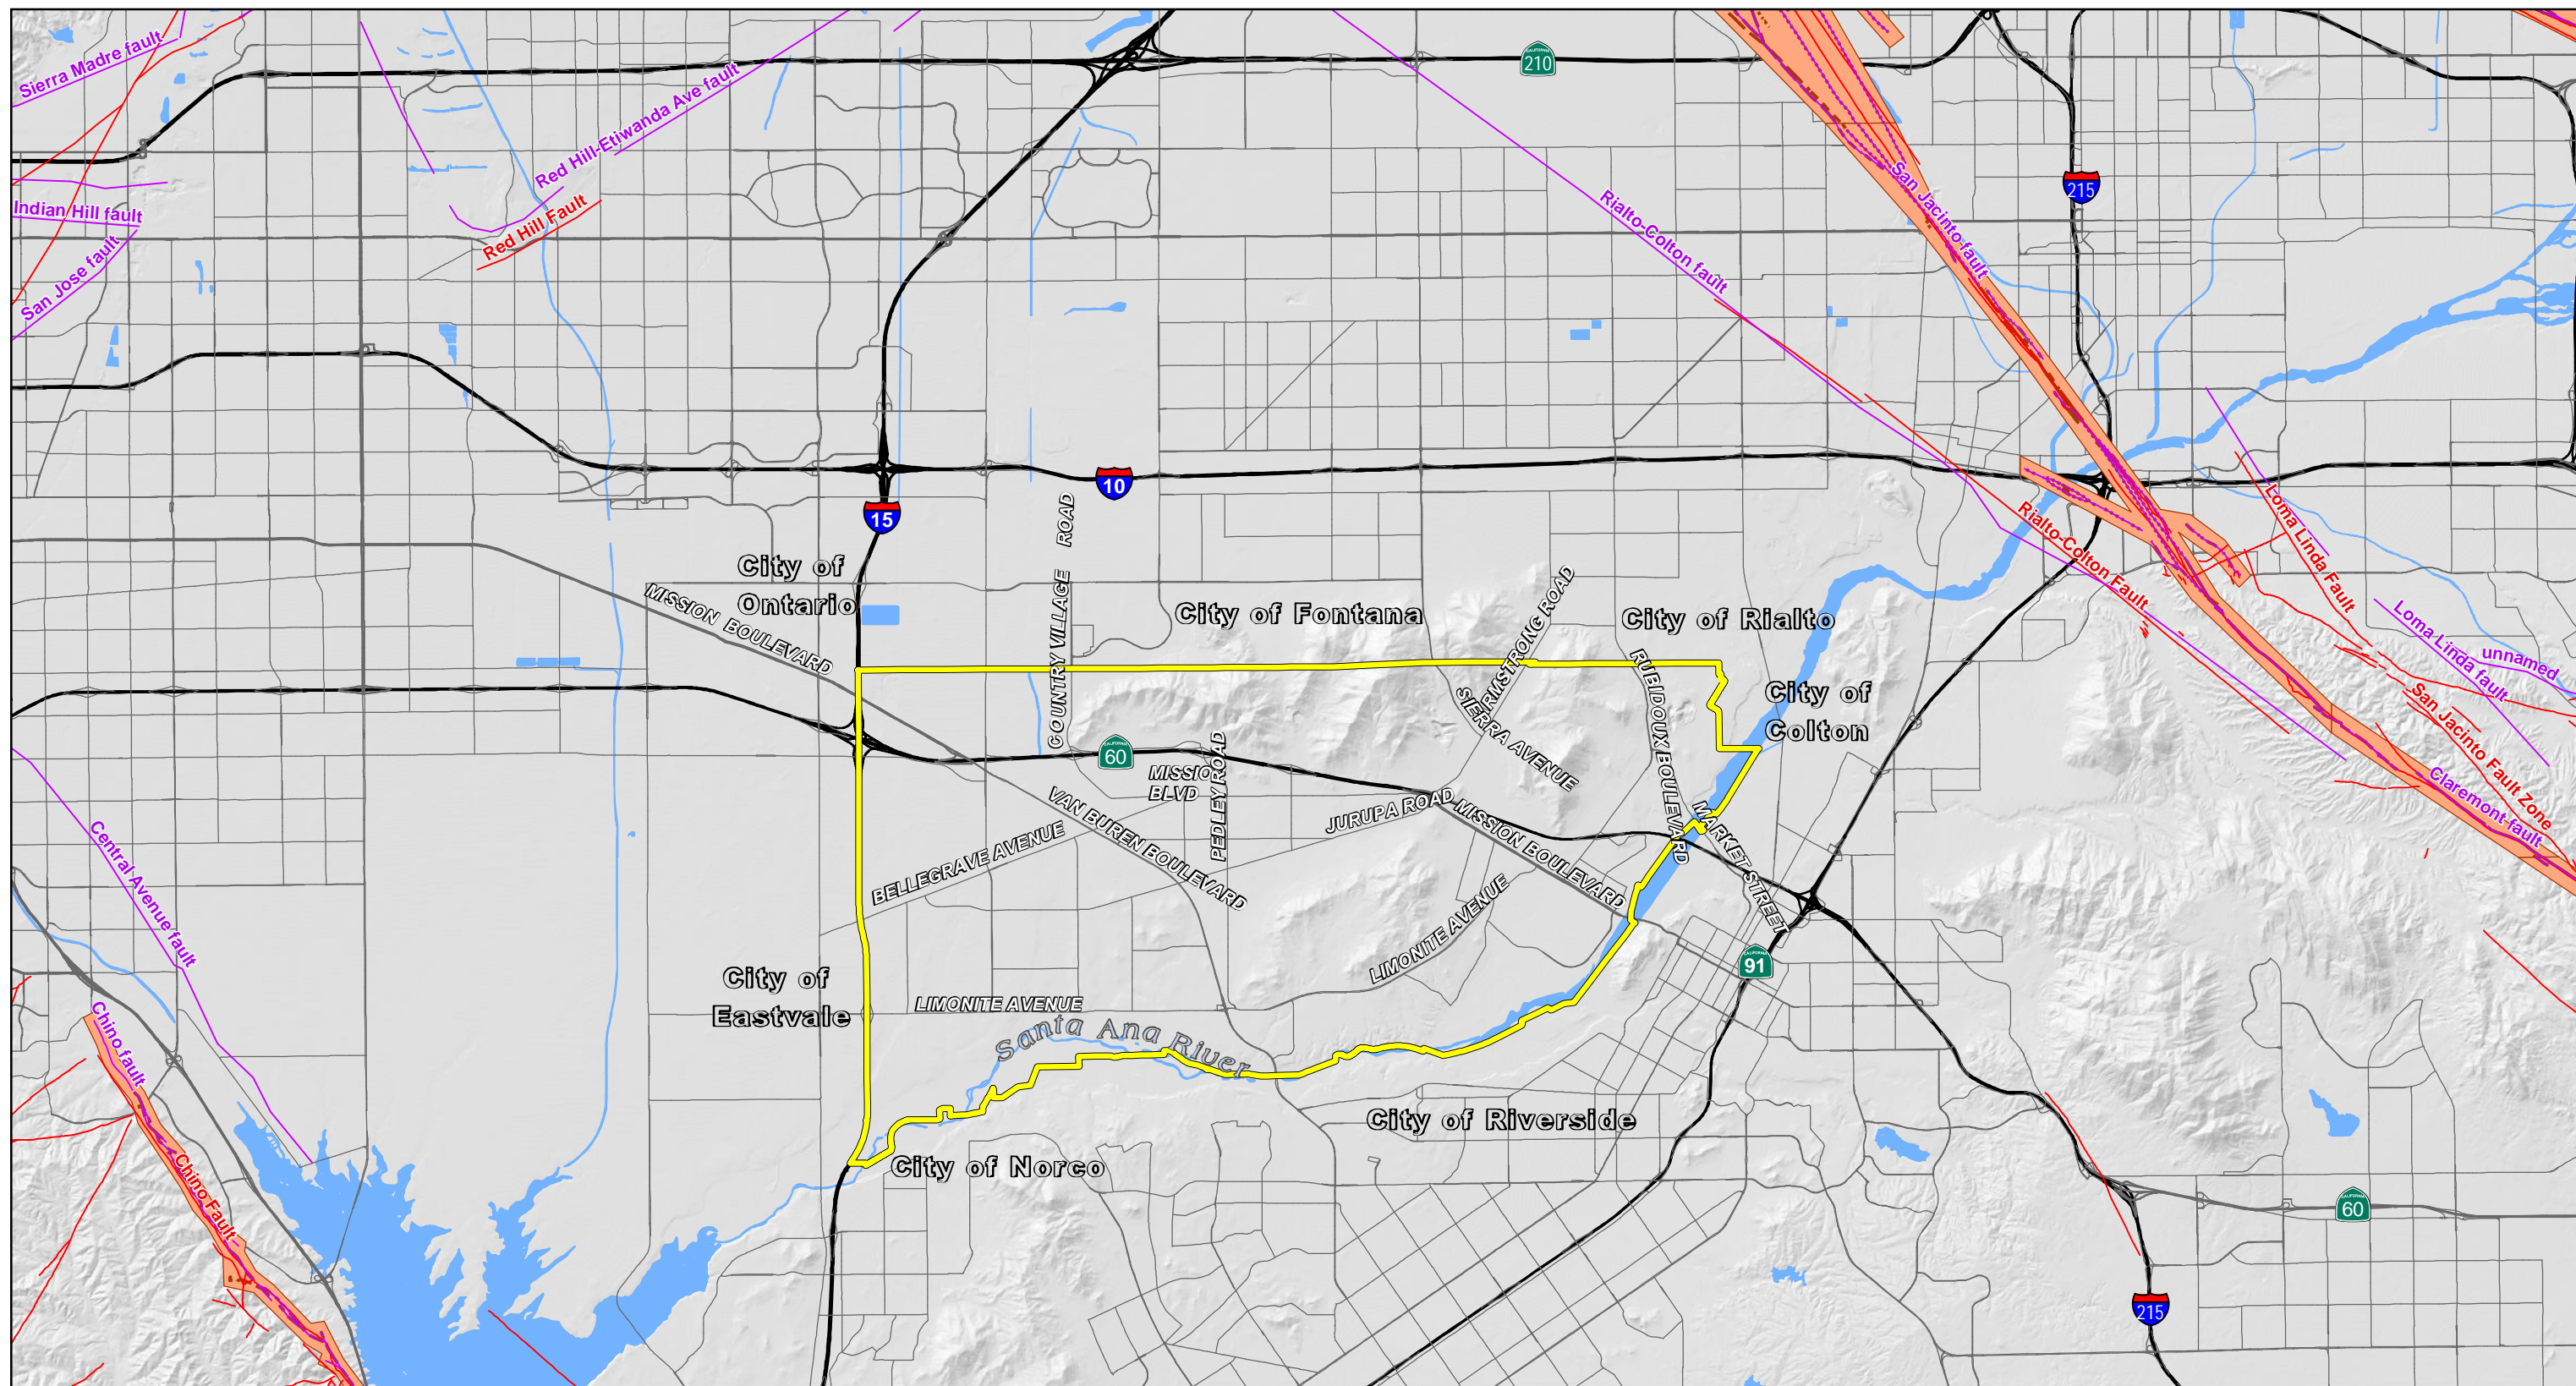 Sierra Madre fault
210
Red Hill-Etiwanda Ave fault
San Jacinto fault
215
Indian Hill fault
Red Hill Fault
Rialto-Colton fault
San Jose fault
10
15
ROAD
Loma Linda Fault
Rialto-Colton Fault
City of
Ontario
MISSION BOULEVARD
COUNTRY VILLAGE
City of Fontana
ARMSTRONG ROAD
City of Rialto
Loma Linda fault
unnamed
RUBIDOUX BOULEVARD
SIERRA AVENUE
City of
Colton
San Jacinto Fault Zone
Claremont fault
60
MISSIO
BLVD
PEDLEY ROAD
VAN BUREN BOULEVARD
JURUPA ROAD
MISSION BOULEVARD
MARKET STREET
BELLEGRAVE AVENUE
Central Avenue fault
LIMONITE AVENUE
91
City of
Eastvale
LIMONITE AVENUE
Santa Ana River
Chino fault
City of Riverside
City of Norco
Chino Fault
60
215